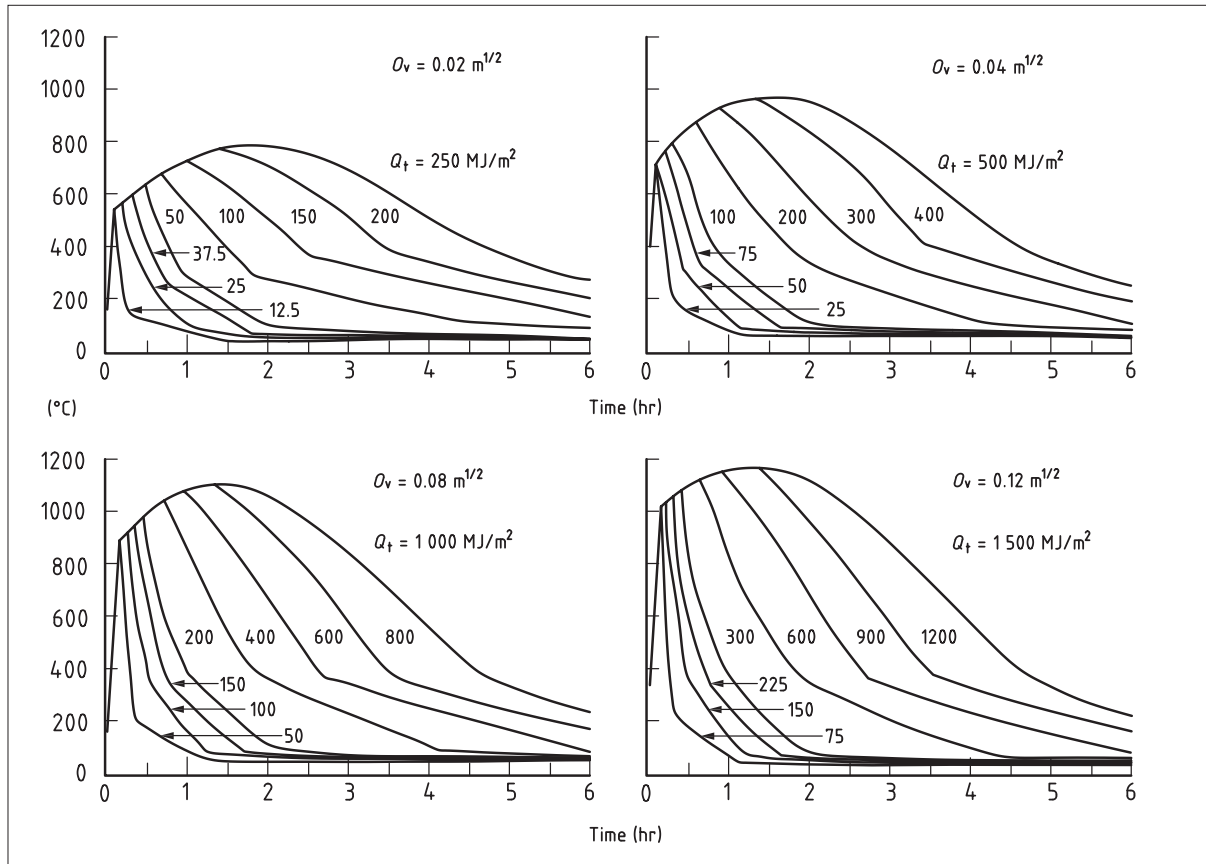 1200
1000
800
600
400
200
0
0 1 2 3 4 5 6
Oᵥ = 0.02 m^1/2
Qₜ = 250 MJ/m²
50 100 150 200
37.5
25
12.5
0 1 2 3 4 5 6
Oᵥ = 0.04 m^1/2
Qₜ = 500 MJ/m²
100 200 300 400
75
50
25
(°C)
Time (hr)
1200
1000
800
600
400
200
0
0 1 2 3 4 5 6
Oᵥ = 0.08 m^1/2
Qₜ = 1 000 MJ/m²
200 400 600 800
150
100
50
0 1 2 3 4 5 6
Oᵥ = 0.12 m^1/2
Qₜ = 1 500 MJ/m²
300 600 900 1200
225
150
75
Time (hr)